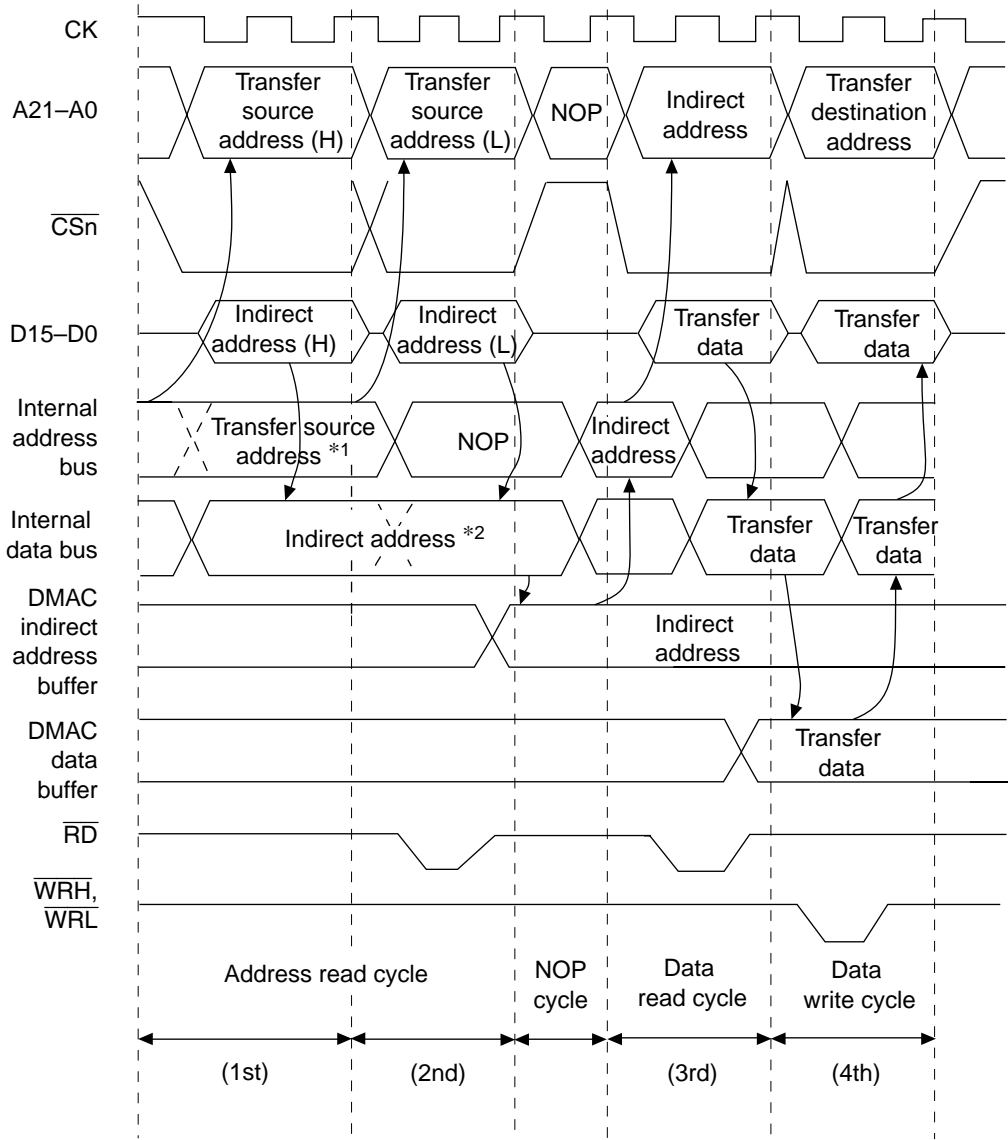 CK
A21–A0
Transfer
source
address (H)
Transfer
source
address (L)
NOP
Indirect
address
Transfer
destination
address
CSn
D15–D0
Indirect
address (H)
Indirect
address (L)
Transfer
data
Transfer
data
Internal
address
bus
Transfer source
address *1
NOP
Indirect
address
Internal
data bus
Indirect address *2
Transfer
data
Transfer
data
DMAC
indirect
address
buffer
Indirect
address
DMAC
data
buffer
Transfer
data
RD
WRH,
WRL
Address read cycle
NOP
cycle
Data
read cycle
Data
write cycle
(1st)
(2nd)
(3rd)
(4th)